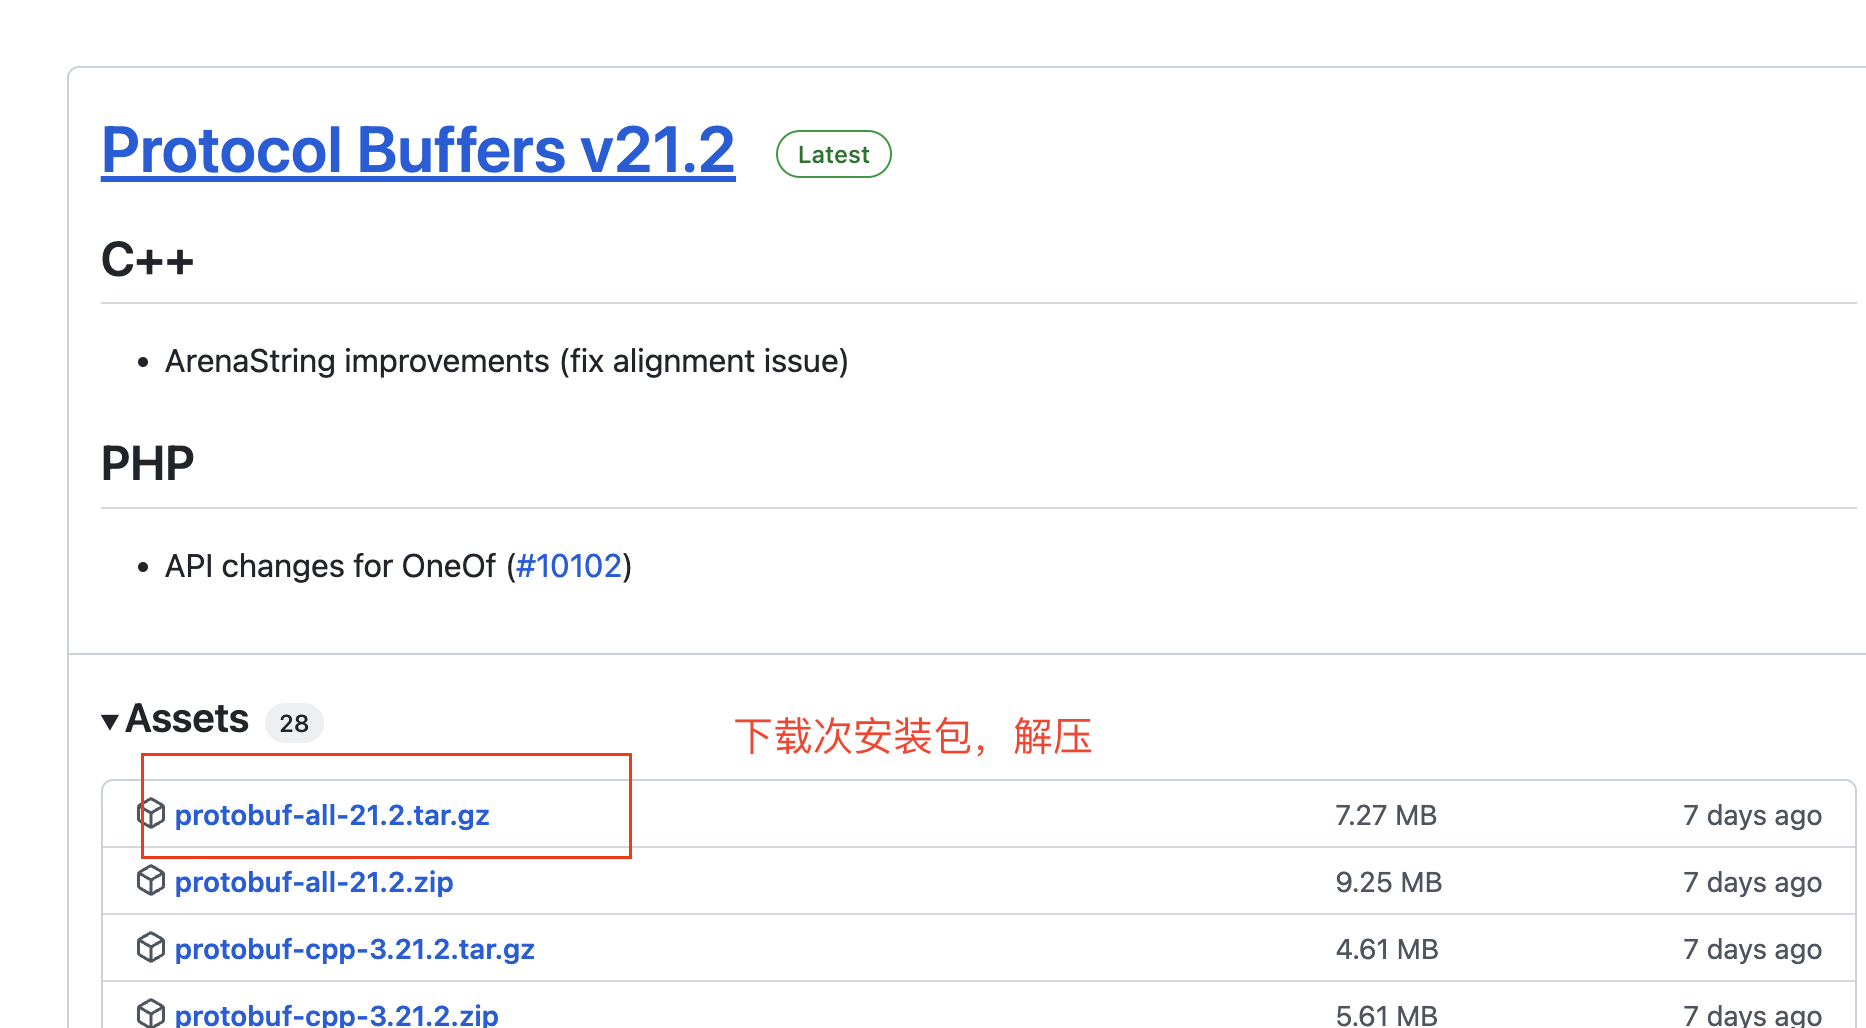 Protocol Buffers v21.2 Latest
C++
• ArenaString improvements (fix alignment issue)
PHP
• API changes for OneOf (#10102)
▾Assets 28
下载次安装包，解压
protobuf-all-21.2.tar.gz 7.27 MB 7 days ago
protobuf-all-21.2.zip 9.25 MB 7 days ago
protobuf-cpp-3.21.2.tar.gz 4.61 MB 7 days ago
protobuf-cpp-3.21.2.zip 5.61 MB 7 days ago